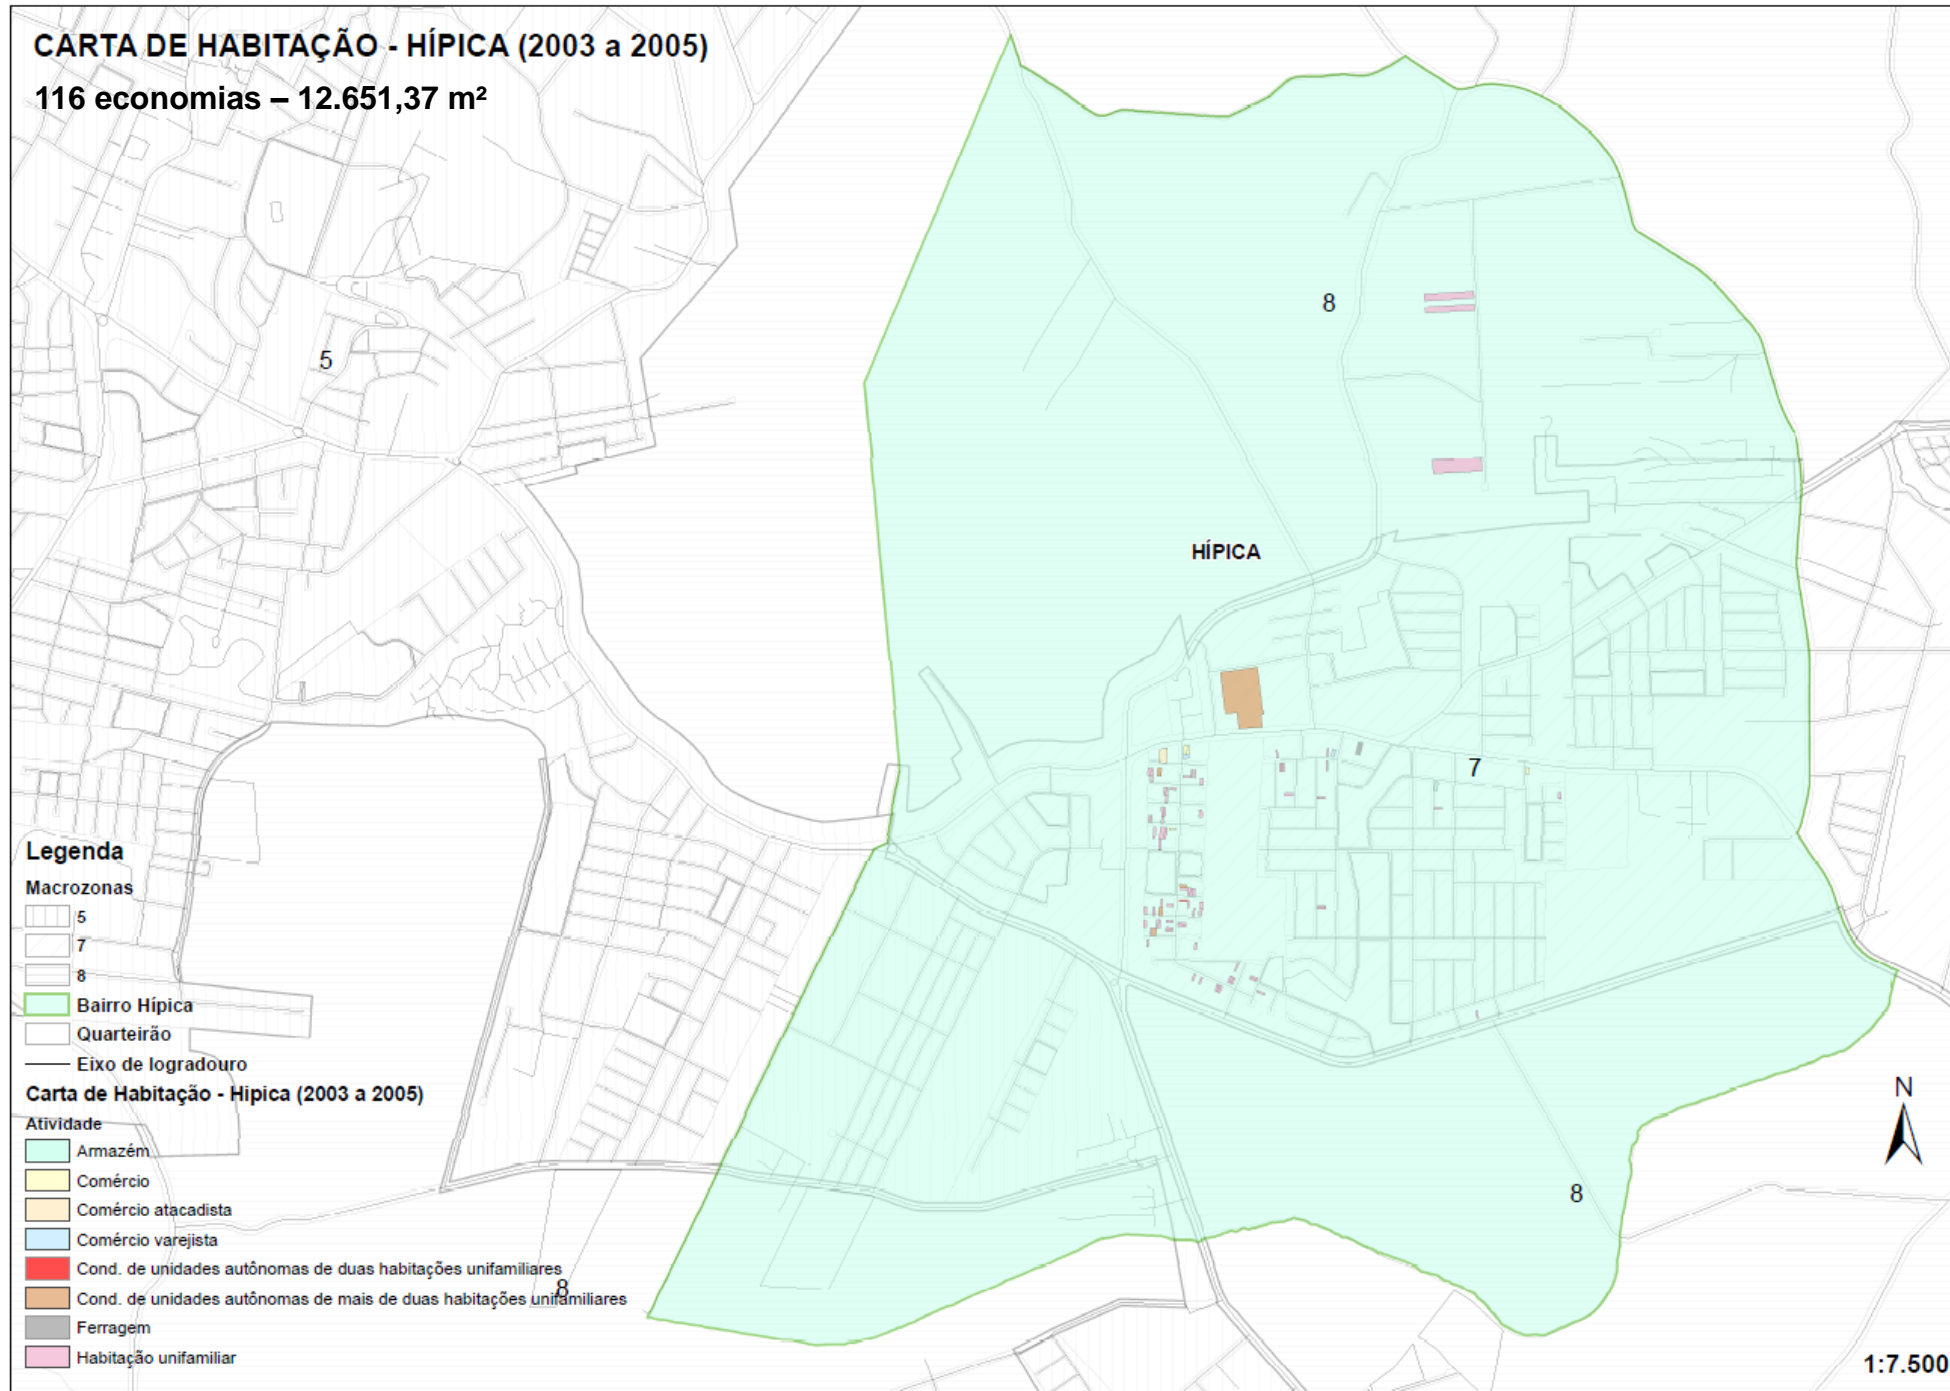 CARTA DE HABITAÇÃO - HÍPICA (2003 a 2005)
116 economias – 12.651,37 m²
8
5
HÍPICA
7
Legenda
Macrozonas
5
7
8
Bairro Hípica
Quarteirão
Eixo de logradouro
Carta de Habitação - Hipica (2003 a 2005)
Atividade
Armazém
Comércio
Comércio atacadista
Comércio varejista
Cond. de unidades autônomas de duas habitações unifamiliares
Cond. de unidades autônomas de mais de duas habitações unifamiliares
Ferragem
Habitação unifamiliar
8
N
8
1:7.500